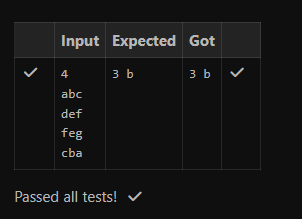 Input Expected Got
4 3 b 3 b
abc
def
feg
cba
Passed all tests!